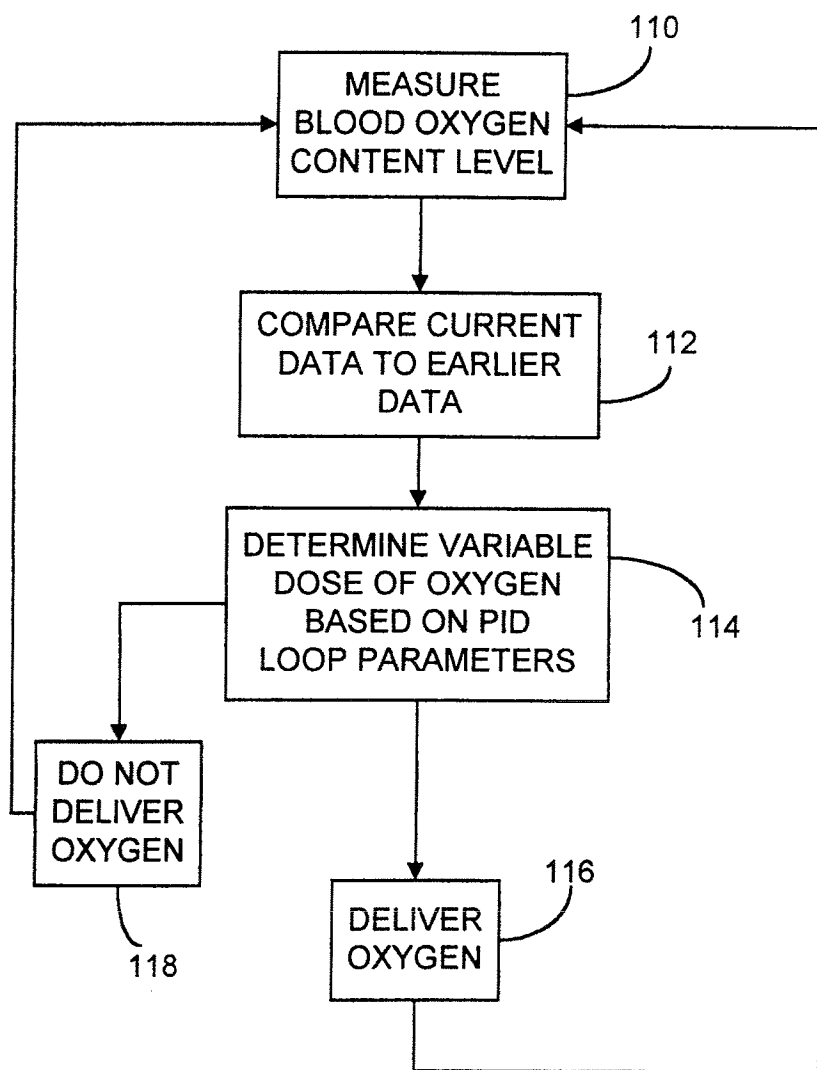 110
MEASURE
BLOOD OXYGEN
CONTENT LEVEL
COMPARE CURRENT
DATA TO EARLIER
DATA
112
DETERMINE VARIABLE
DOSE OF OXYGEN
BASED ON PID
LOOP PARAMETERS
114
DO NOT
DELIVER
OXYGEN
118
116
DELIVER
OXYGEN